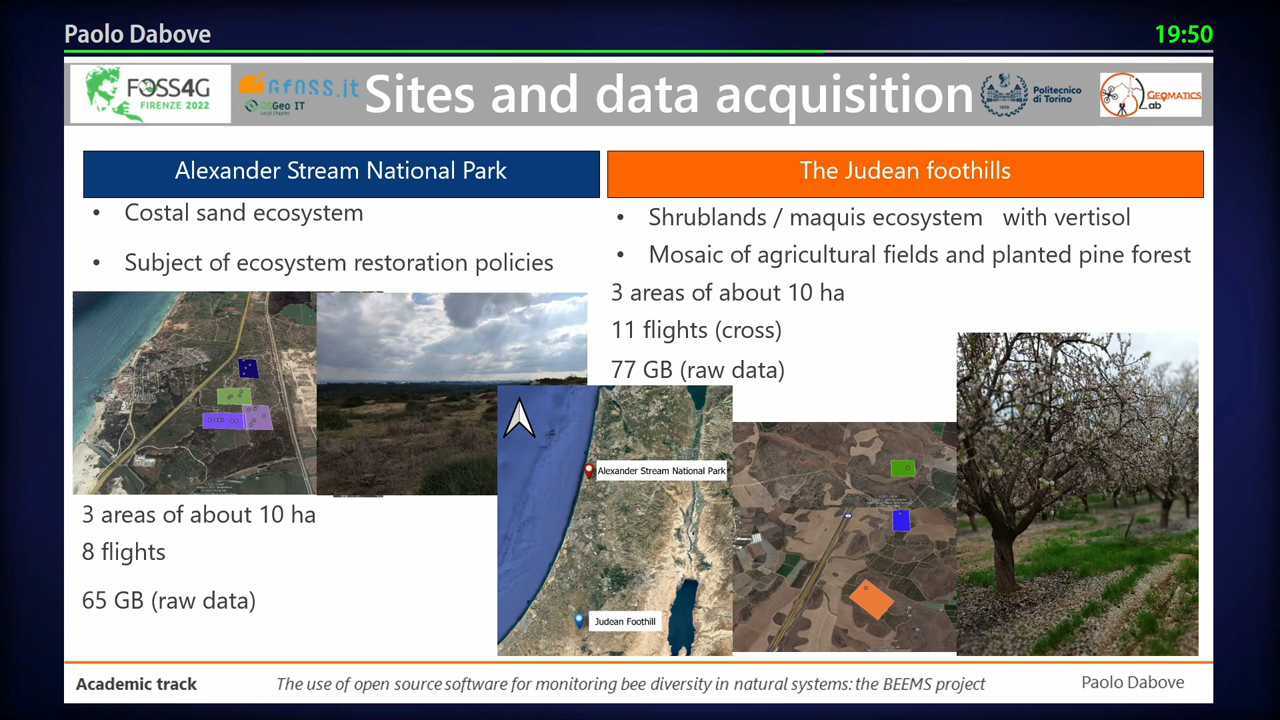 Paolo Dabove
19:50
FOSS4G
FIRENZE 2022
GFOSS.it
OSGeo IT
Sites and data acquisition
Politecnico
di Torino
GEOMATICS
Lab
Alexander Stream National Park
• Costal sand ecosystem
• Subject of ecosystem restoration policies
3 areas of about 10 ha
8 flights
65 GB (raw data)
The Judean foothills
• Shrublands / maquis ecosystem with vertisol
• Mosaic of agricultural fields and planted pine forest
3 areas of about 10 ha
11 flights (cross)
77 GB (raw data)
Alexander Stream National Park
Judean Foothill
Academic track
The use of open source software for monitoring bee diversity in natural systems: the BEEMS project
Paolo Dabove